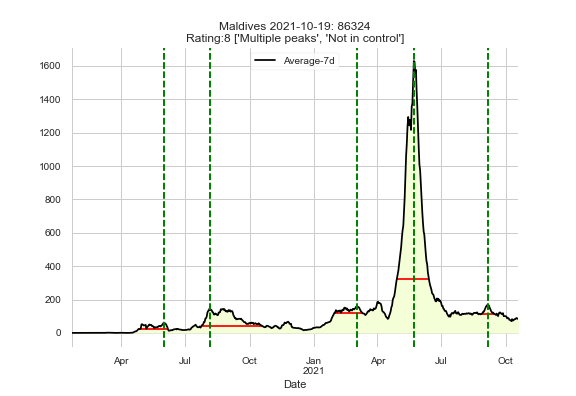 Maldives 2021-10-19: 86324
Rating:8 ['Multiple peaks', 'Not in control']
Average-7d
1600
1400
1200
1000
800
600
400
200
0
Apr
Jul
Oct
Jan
2021
Apr
Jul
Oct
Date